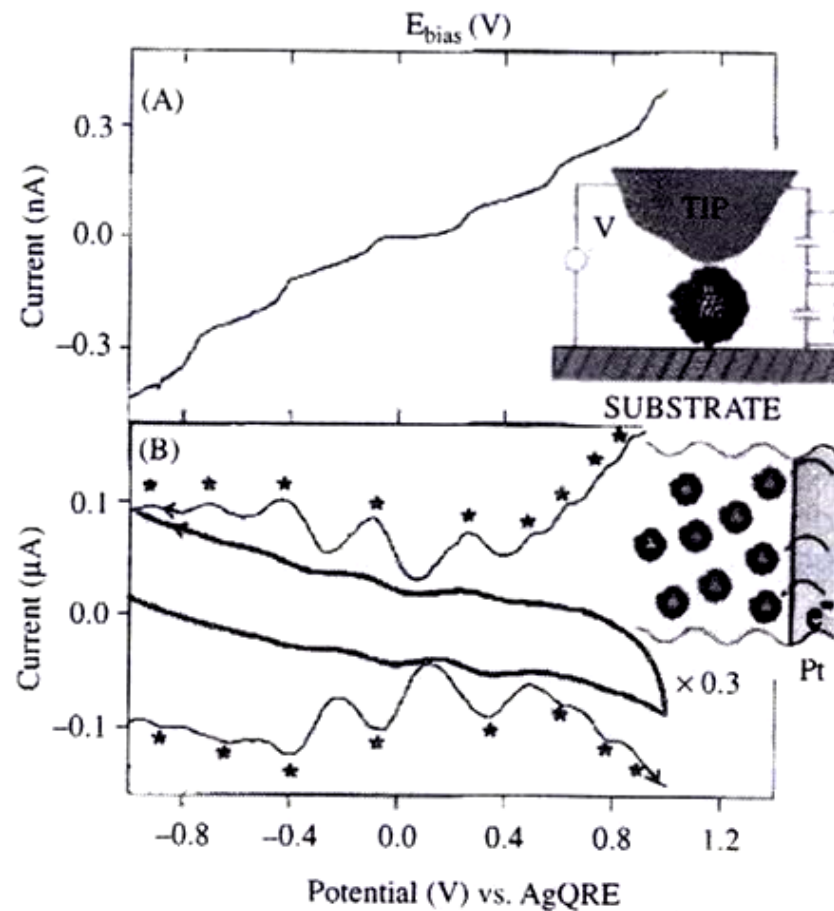 E_bias (V)
(A)
0.3
0.0
−0.3
Current (nA)
TIP
V
SUBSTRATE
(B)
0.1
0.0
−0.1
Current (μA)
× 0.3
e⁻
Pt
−0.8 −0.4 0.0 0.4 0.8 1.2
Potential (V) vs. AgQRE